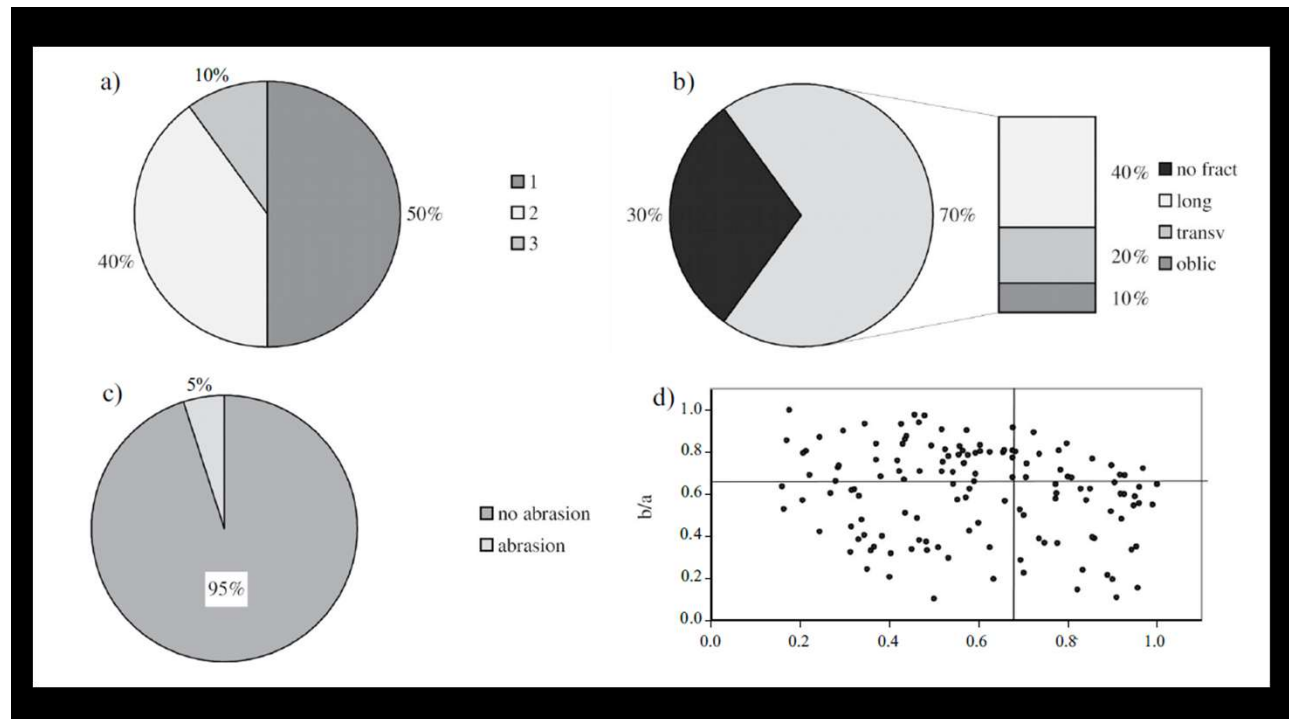 a)
10%
50%
40%
1
2
3
b)
30%
70%
40%
20%
10%
no fract
long
transv
oblic
c)
5%
95%
no abrasion
abrasion
d)
b/a
1.0
0.8
0.6
0.4
0.2
0.0
0.0 0.2 0.4 0.6 0.8 1.0